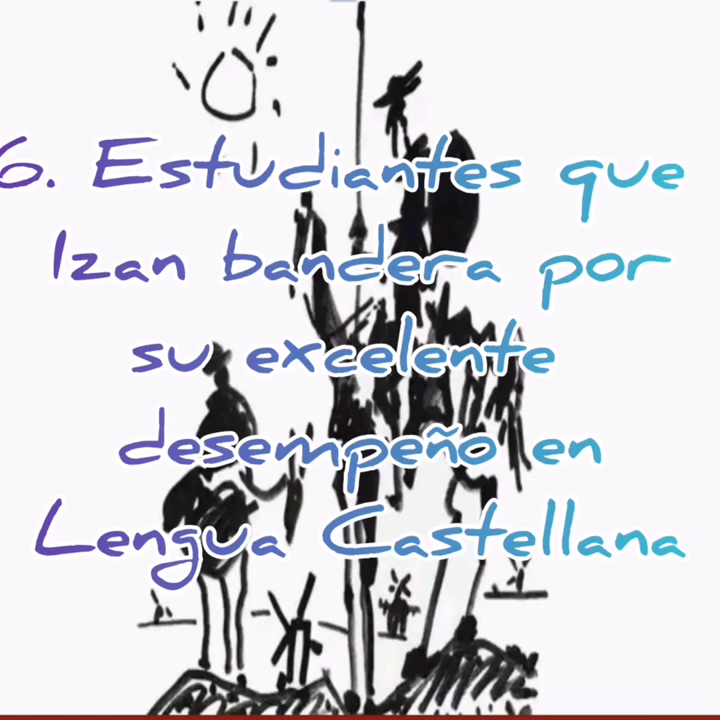 6. Estudiantes que
Izan bandera por
su excelente
desempeño en
Lengua Castellana